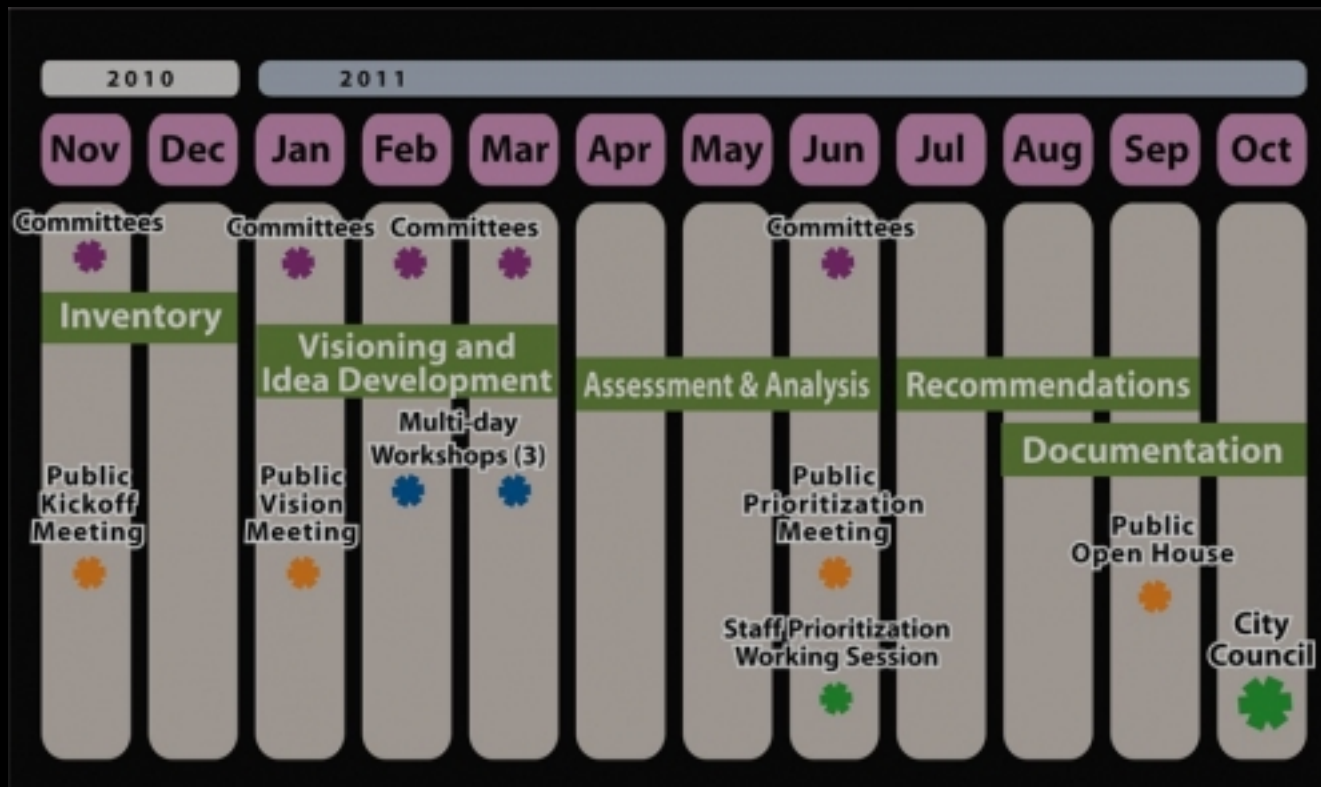 2010
2011
Nov Dec Jan Feb Mar Apr May Jun Jul Aug Sep Oct
Committees
Committees
Committees
Committees
Inventory
Visioning and
Idea Development
Assessment & Analysis
Recommendations
Documentation
Multi-day
Workshops (3)
Public
Kickoff
Meeting
Public
Vision
Meeting
Public
Prioritization
Meeting
Staff Prioritization
Working Session
Public
Open House
City
Council